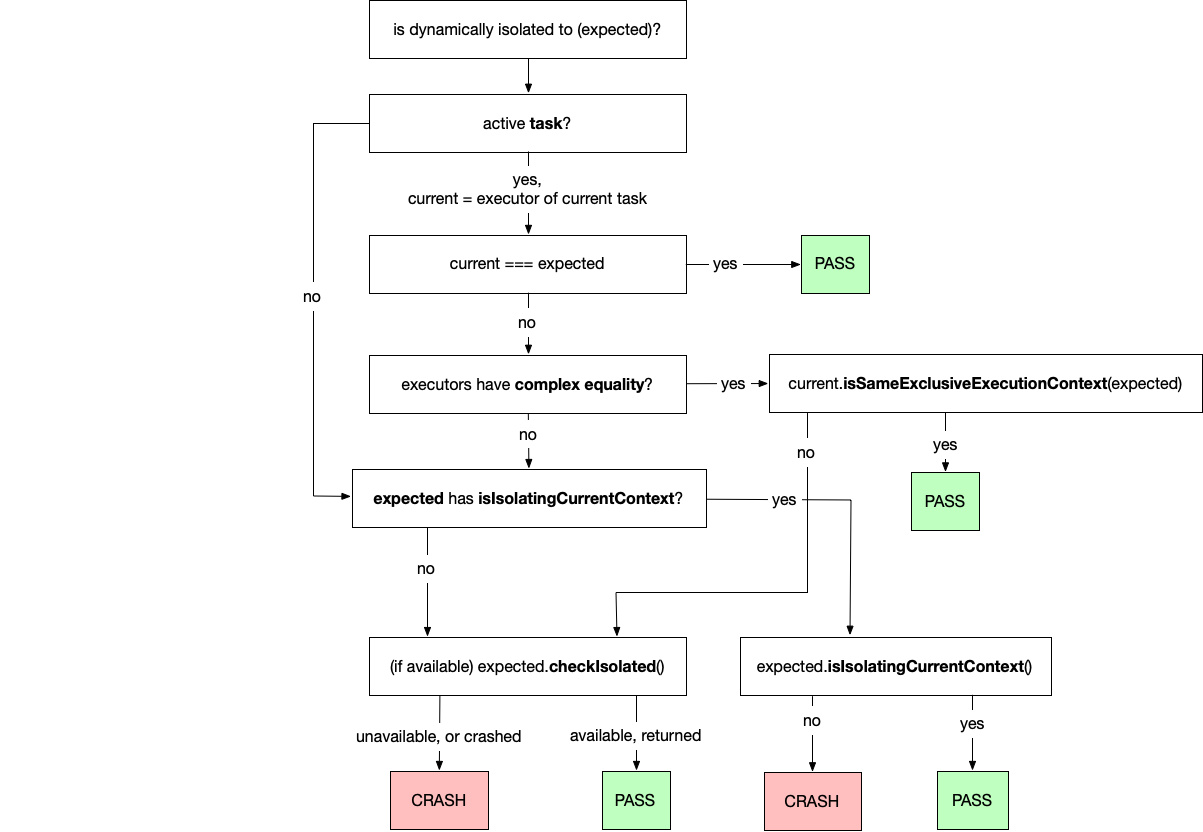 is dynamically isolated to (expected)?
active task?
yes,
current = executor of current task
no
current === expected
yes
PASS
no
executors have complex equality?
yes
current.isSameExclusiveExecutionContext(expected)
no
no
yes
expected has isIsolatingCurrentContext?
yes
PASS
no
(if available) expected.checkIsolated()
expected.isIsolatingCurrentContext()
unavailable, or crashed
available, returned
no
yes
CRASH
PASS
CRASH
PASS